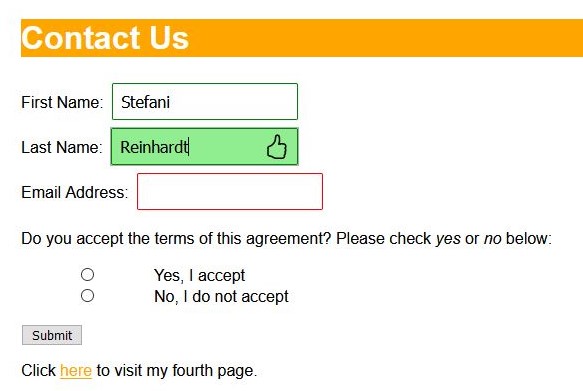 Contact Us
First Name: Stefani
Last Name: Reinhardt
Email Address:
Do you accept the terms of this agreement? Please check yes or no below:
Yes, I accept
No, I do not accept
Submit
Click here to visit my fourth page.